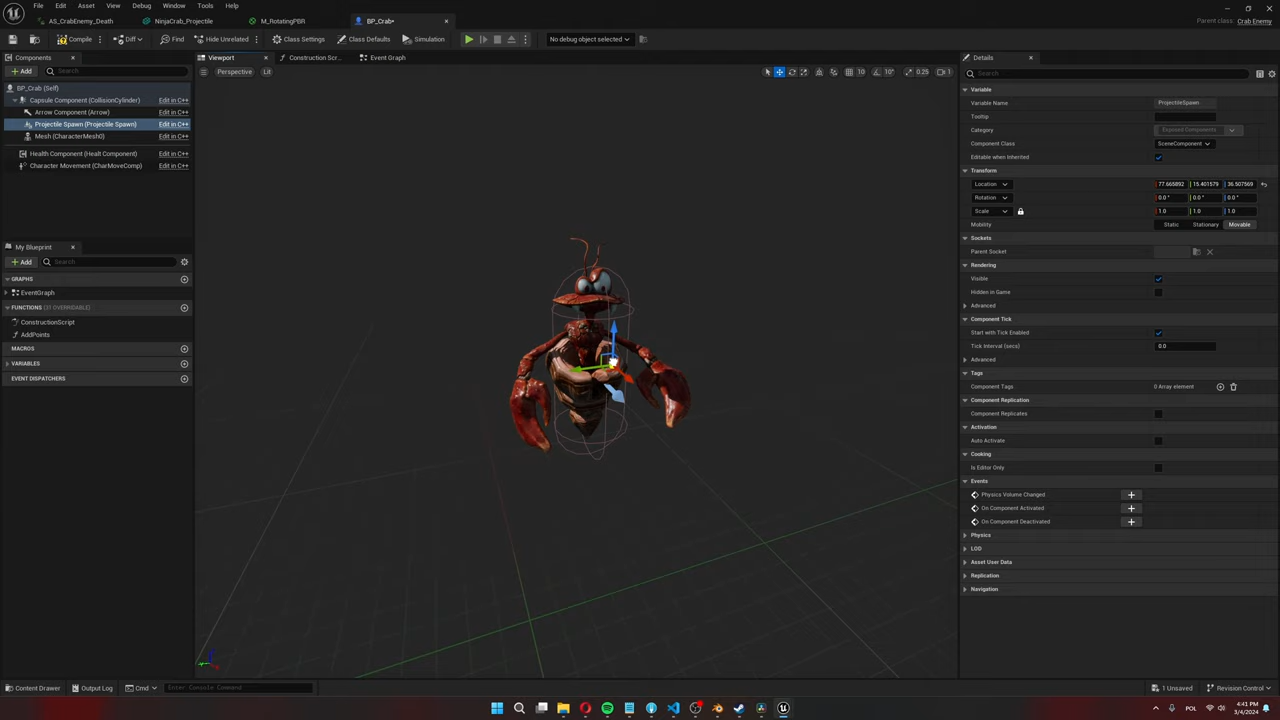 File Edit Asset View Debug Window Tools Help
AS_CrabEnemy_Death NinjaCrab_Projectile M_RotatingPBR BP_Crab*
Parent class: Crab Enemy
Compile Diff Find Hide Unrelated Class Settings Class Defaults Simulation No debug object selected
Components
Add Search
BP_Crab (Self)
Capsule Component (CollisionCylinder) Edit in C++
Arrow Component (Arrow) Edit in C++
Projectile Spawn (Projectile Spawn) Edit in C++
Mesh (CharacterMesh0) Edit in C++
Health Component (Healt Component) Edit in C++
Character Movement (CharMoveComp) Edit in C++
My Blueprint
Add Search
GRAPHS
EventGraph
FUNCTIONS (31 OVERRIDABLE)
ConstructionScript
AddPoints
MACROS
VARIABLES
EVENT DISPATCHERS
Viewport Construction Scr... Event Graph
Perspective Lit 10 10° 0.25 1
Details
Search
Variable
Variable Name ProjectileSpawn
Tooltip
Category Exposed Components
Component Class SceneComponent
Editable when Inherited
Transform
Location 77.665892 15.401579 36.507569
Rotation 0.0 ° 0.0 ° 0.0 °
Scale 1.0 1.0 1.0
Mobility Static Stationary Movable
Sockets
Parent Socket
Rendering
Visible
Hidden in Game
Advanced
Component Tick
Start with Tick Enabled
Tick Interval (secs) 0.0
Advanced
Tags
Component Tags 0 Array element
Component Replication
Component Replicates
Activation
Auto Activate
Cooking
Is Editor Only
Events
Physics Volume Changed
On Component Activated
On Component Deactivated
Physics
LOD
Asset User Data
Replication
Navigation
Content Drawer Output Log Cmd Enter Console Command 1 Unsaved Revision Control
POL 4:41 PM
3/4/2024